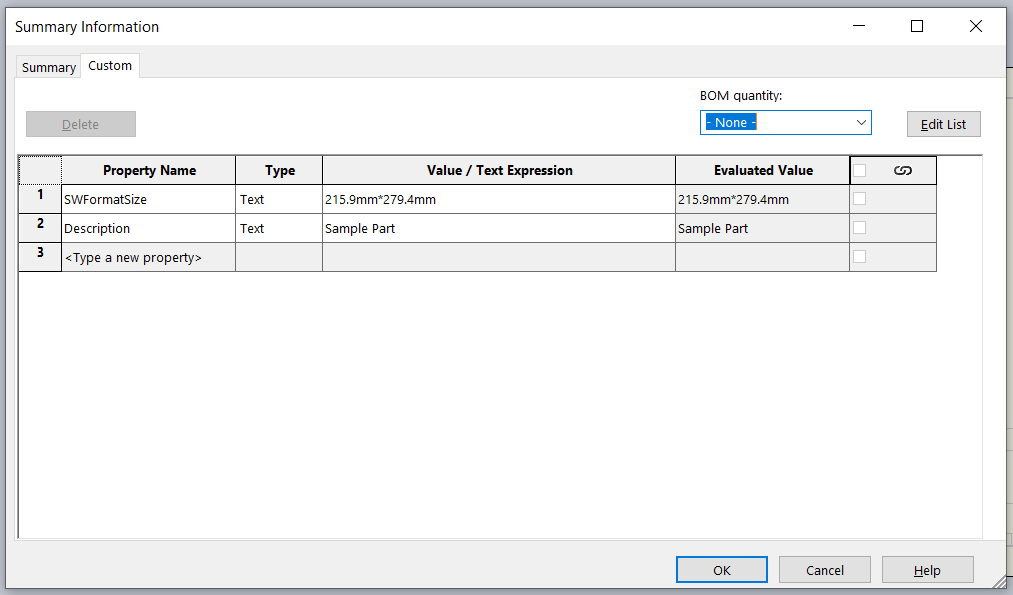 Summary Information
Summary Custom
BOM quantity:
Delete - None - Edit List
Property Name Type Value / Text Expression Evaluated Value
1 SWFormatSize Text 215.9mm*279.4mm 215.9mm*279.4mm
2 Description Text Sample Part Sample Part
3 <Type a new property>
OK Cancel Help